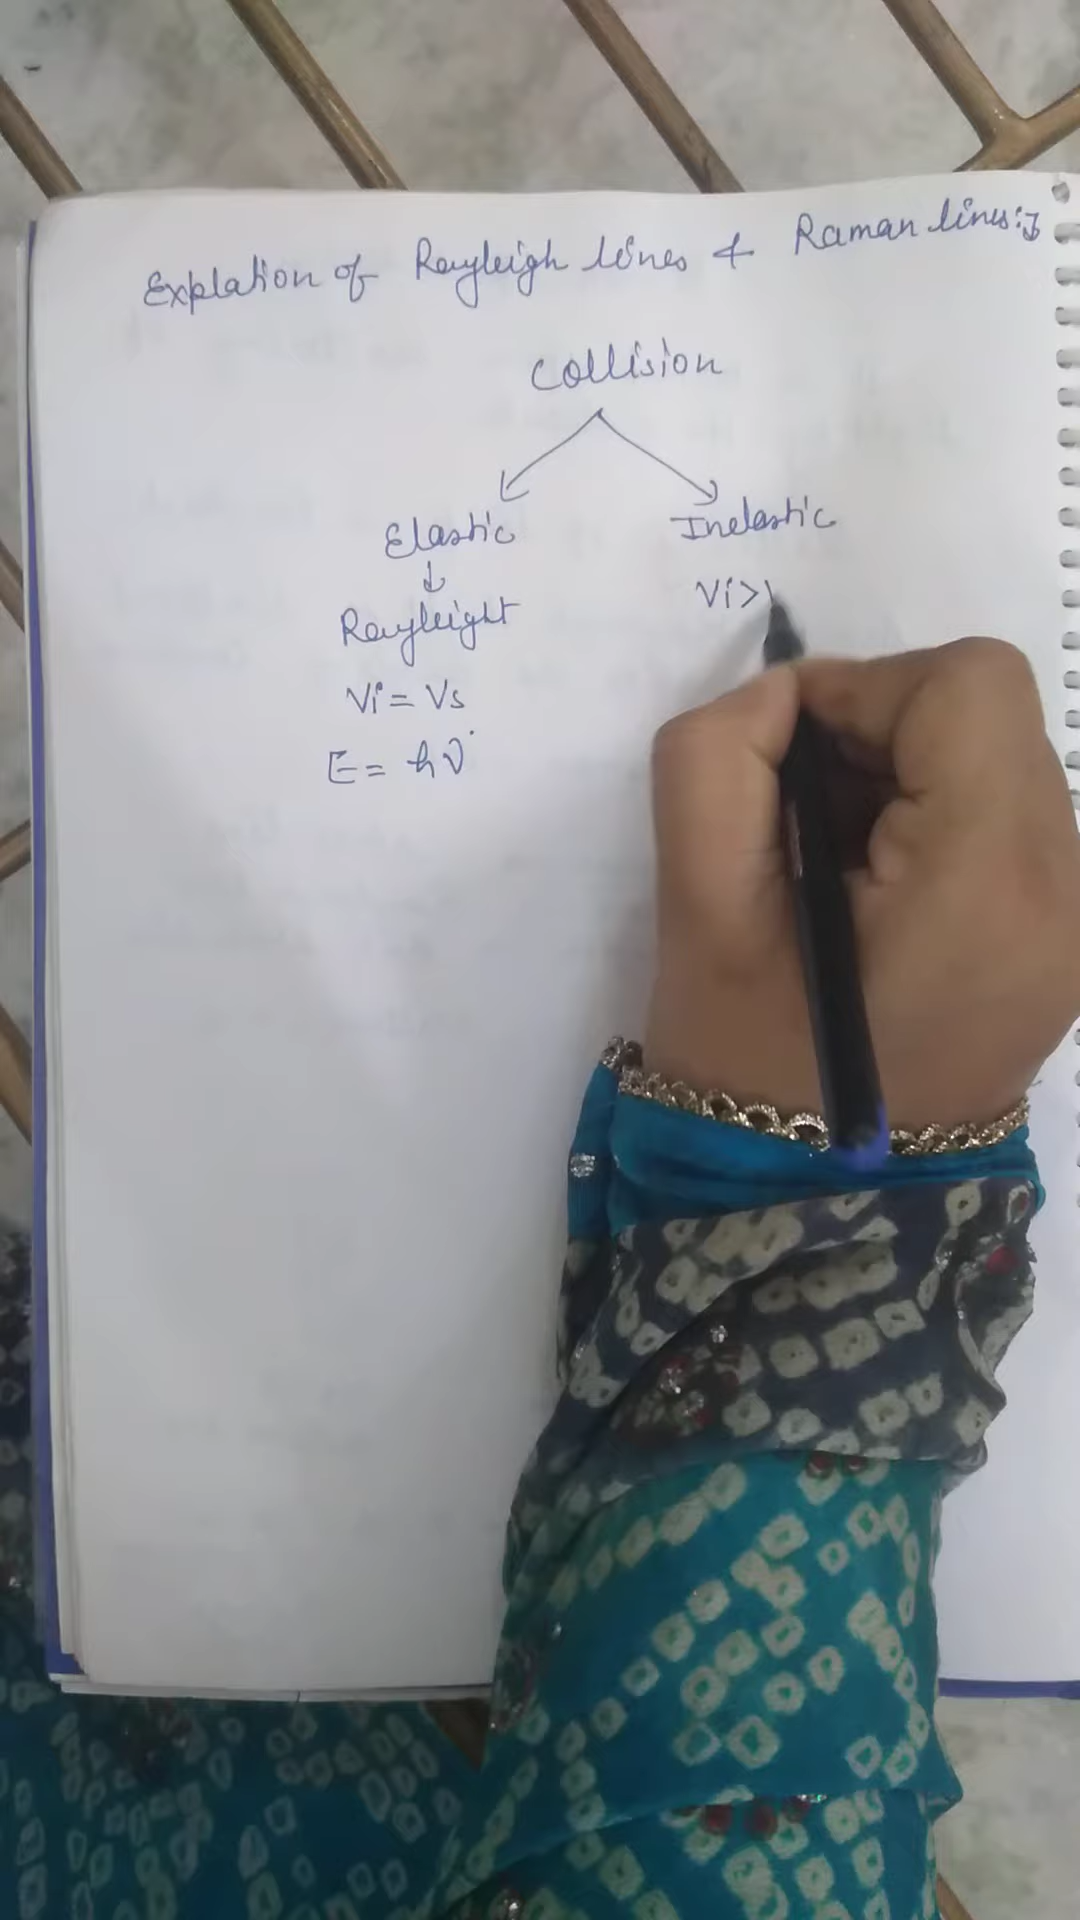 Explation of Rayleigh lines & Raman lines:-
Collision
Elastic Inelastic
Rayleight
Vi = Vs
E = hν
Vi >